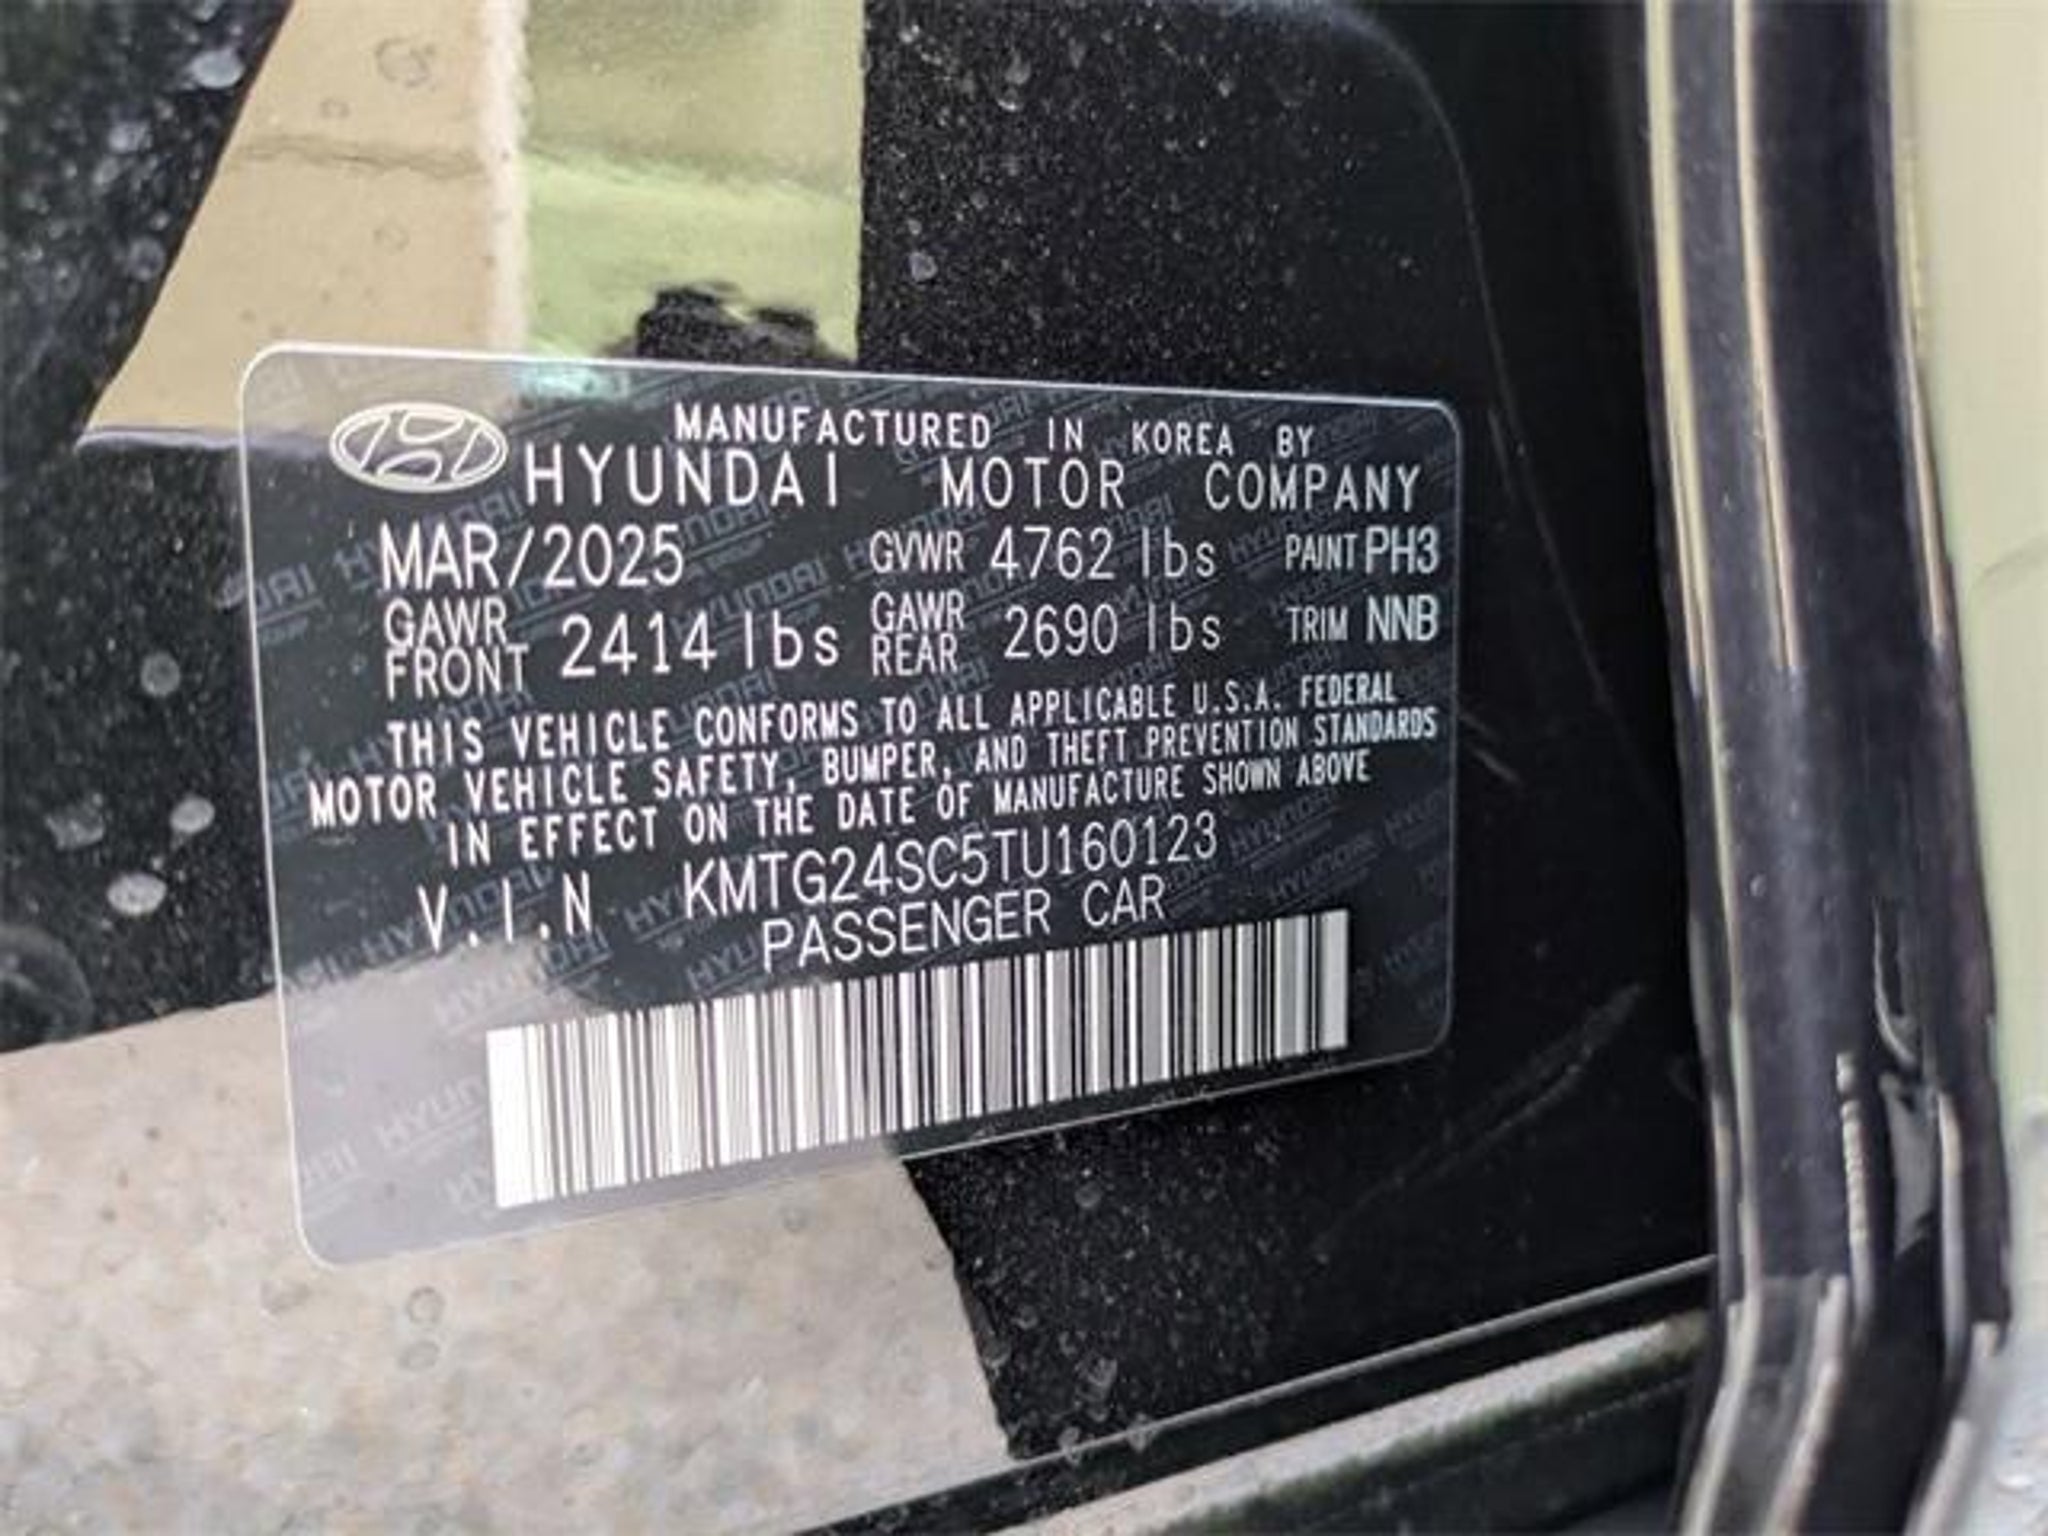 MANUFACTURED IN KOREA BY
HYUNDAI MOTOR COMPANY
MAR/2025 GVWR 4762 lbs PAINT PH3
GAWR FRONT 2414 lbs GAWR REAR 2690 lbs TRIM NNB
THIS VEHICLE CONFORMS TO ALL APPLICABLE U.S.A. FEDERAL
MOTOR VEHICLE SAFETY, BUMPER, AND THEFT PREVENTION STANDARDS
IN EFFECT ON THE DATE OF MANUFACTURE SHOWN ABOVE
V.I.N KMTG24SC5TU160123
PASSENGER CAR